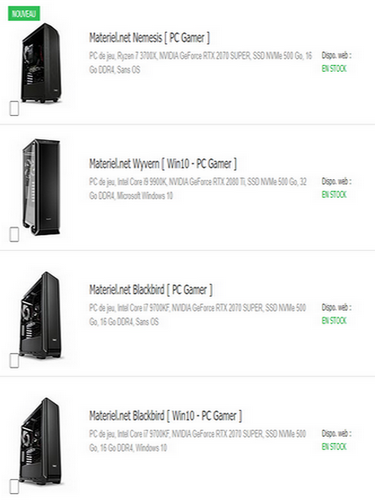 NOUVEAU
Materiel.net Nemesis [ PC Gamer ]
PC de jeu, Ryzen 7 3700X, NVIDIA GeForce RTX 2070 SUPER, SSD NVMe 500 Go, 16
Go DDR4, Sans OS
Dispo. web :
EN STOCK
Materiel.net Wyvern [ Win10 - PC Gamer ]
PC de jeu, Intel Core i9 9900K, NVIDIA GeForce RTX 2080 Ti, SSD NVMe 500 Go, 32
Go DDR4, Microsoft Windows 10
Dispo. web :
EN STOCK
Materiel.net Blackbird [ PC Gamer ]
PC de jeu, Intel Core i7 9700KF, NVIDIA GeForce RTX 2070 SUPER, SSD NVMe 500
Go, 16 Go DDR4, Sans OS
Dispo. web :
EN STOCK
Materiel.net Blackbird [ Win10 - PC Gamer ]
PC de jeu, Intel Core i7 9700KF, NVIDIA GeForce RTX 2070 SUPER, SSD NVMe 500
Go, 16 Go DDR4, Windows 10
Dispo. web :
EN STOCK